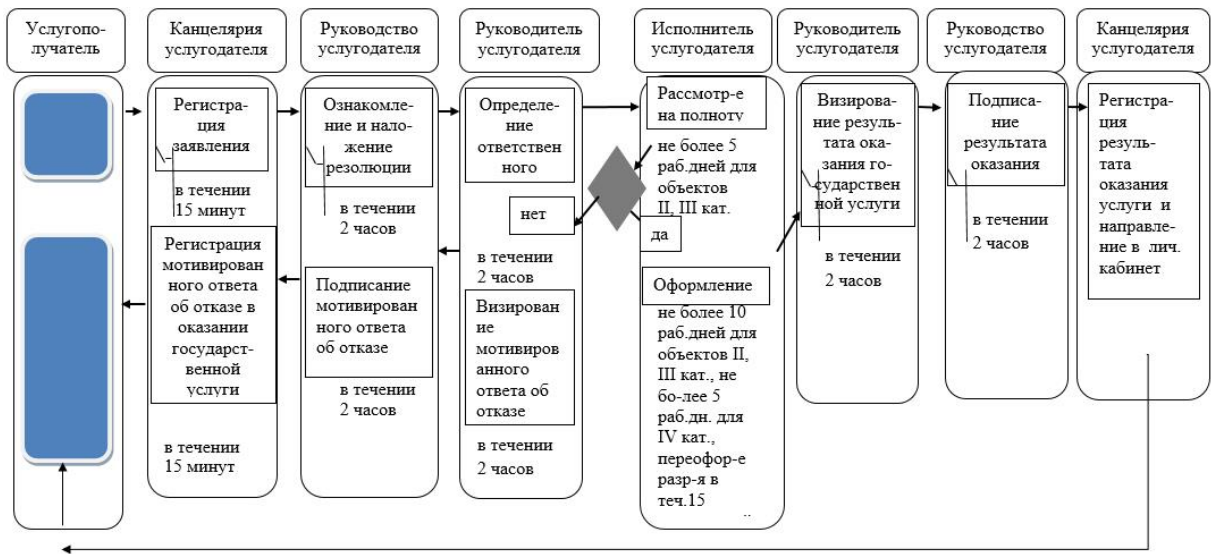 Услугопо-
лучатель
Канцелярия
услугодателя
Руководство
услугодателя
Руководитель
услугодателя
Исполнитель
услугодателя
Руководитель
услугодателя
Руководство
услугодателя
Канцелярия
услугодателя
Регистра-
ция
заявления
в течении
15 минут
Регистрация
мотивирован
ного ответа
об отказе в
оказании
государст-
венной
услуги
в течении
15 минут
Ознакомле-
ние и нало-
жение
резолюции
в течении
2 часов
Подписание
мотивирован
ного ответа
об отказе
в течении
2 часов
Определе-
ние
ответствен
ного
нет
в течении
2 часов
Визирован
ие
мотивиров
анного
ответа об
отказе
в течении
2 часов
Рассмотр-е
на полноту
не более 5
раб.дней для
объектов
II, III кат.
да
Оформление
не более 10
раб.дней для
объектов II,
III кат., не
бо-лее 5
раб.дн. для
IV кат.,
переофор-е
разр-я в
теч.15
Визирова-
ние резуль-
тата ока-
зания го-
сударствен
ной услуги
в течении
2 часов
Подписа-
ние
результата
оказания
в течении
2 часов
Регистра-
ция
резуль-
тата
оказания
услуги и
направле-
ние в лич.
кабинет